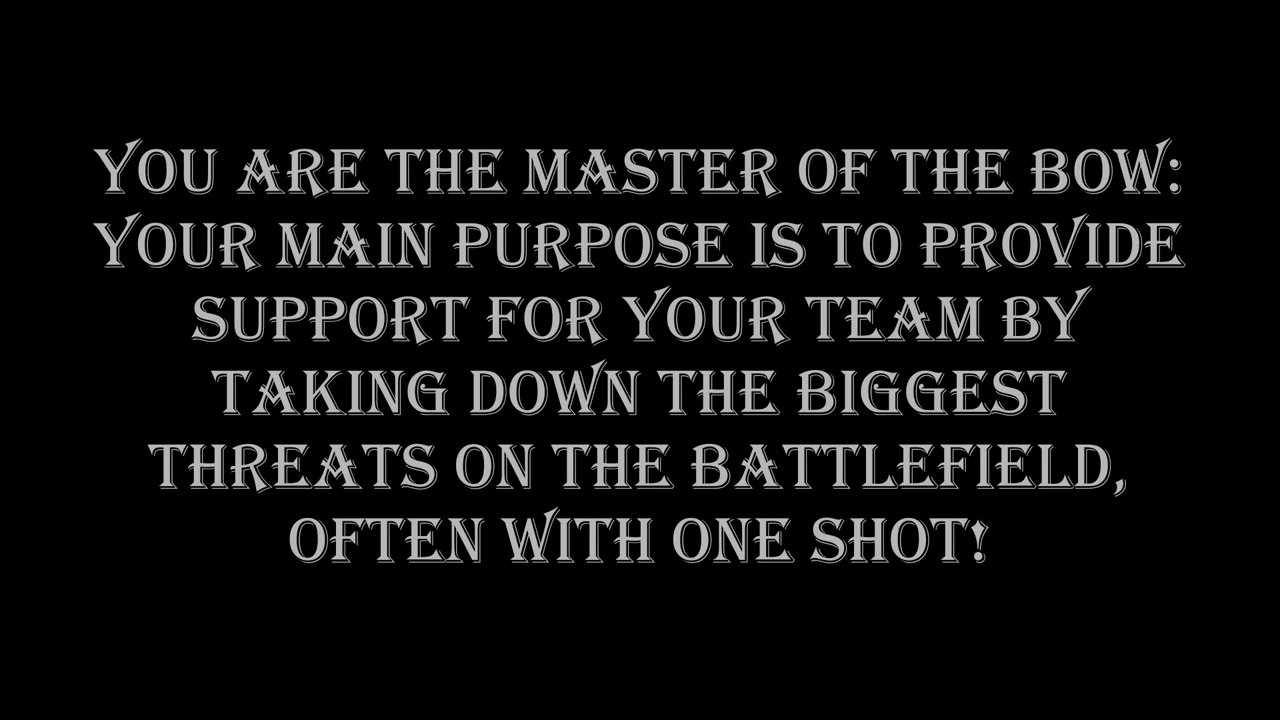 YOU ARE THE MASTER OF THE BOW:
YOUR MAIN PURPOSE IS TO PROVIDE
SUPPORT FOR YOUR TEAM BY
TAKING DOWN THE BIGGEST
THREATS ON THE BATTLEFIELD,
OFTEN WITH ONE SHOT!